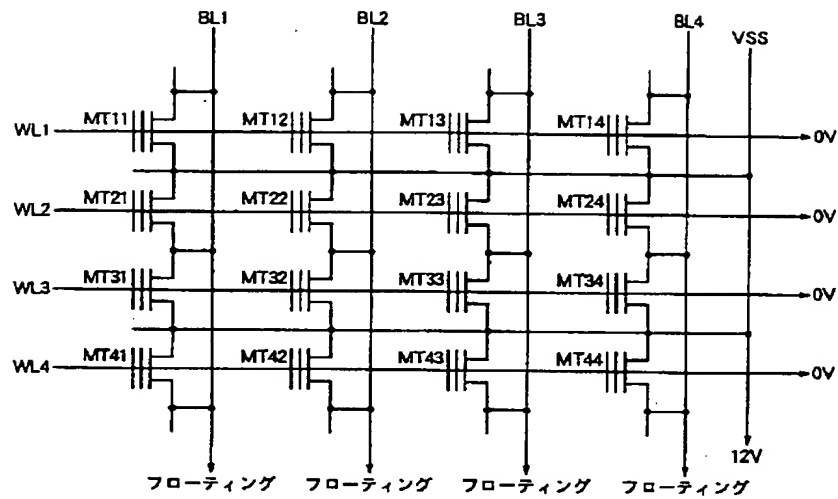 BL1 BL2 BL3 BL4 VSS
WL1 MT11 MT12 MT13 MT14 0V
WL2 MT21 MT22 MT23 MT24 0V
WL3 MT31 MT32 MT33 MT34 0V
WL4 MT41 MT42 MT43 MT44 0V
12V
フローティング フローティング フローティング フローティング